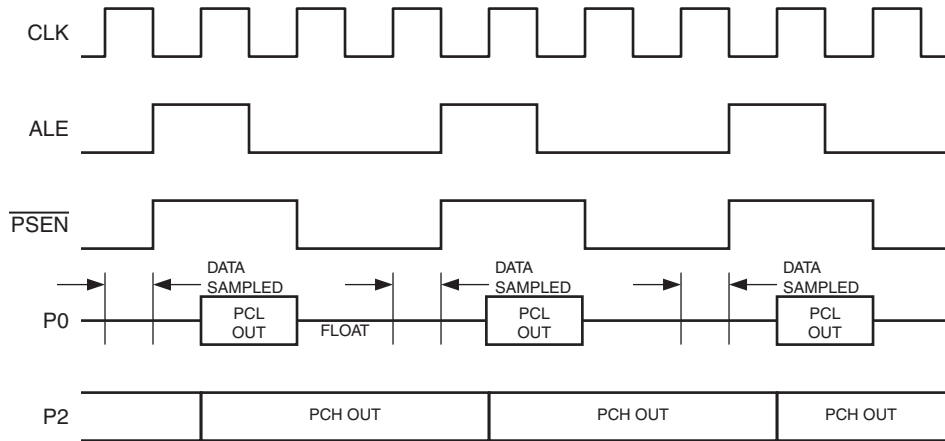 CLK
ALE
PSEN
DATA
SAMPLED
DATA
SAMPLED
DATA
SAMPLED
P0
PCL
OUT
FLOAT
PCL
OUT
PCL
OUT
P2
PCH OUT
PCH OUT
PCH OUT